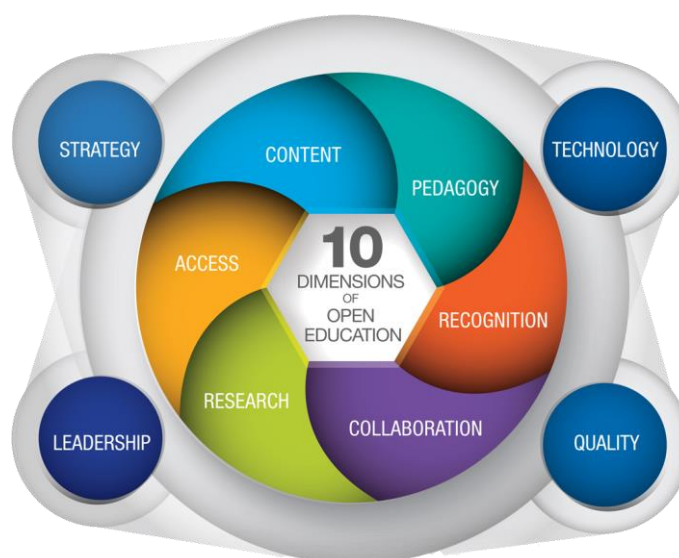 STRATEGY
TECHNOLOGY
CONTENT
PEDAGOGY
ACCESS
10
DIMENSIONS
OF
OPEN
EDUCATION
RECOGNITION
RESEARCH
COLLABORATION
LEADERSHIP
QUALITY